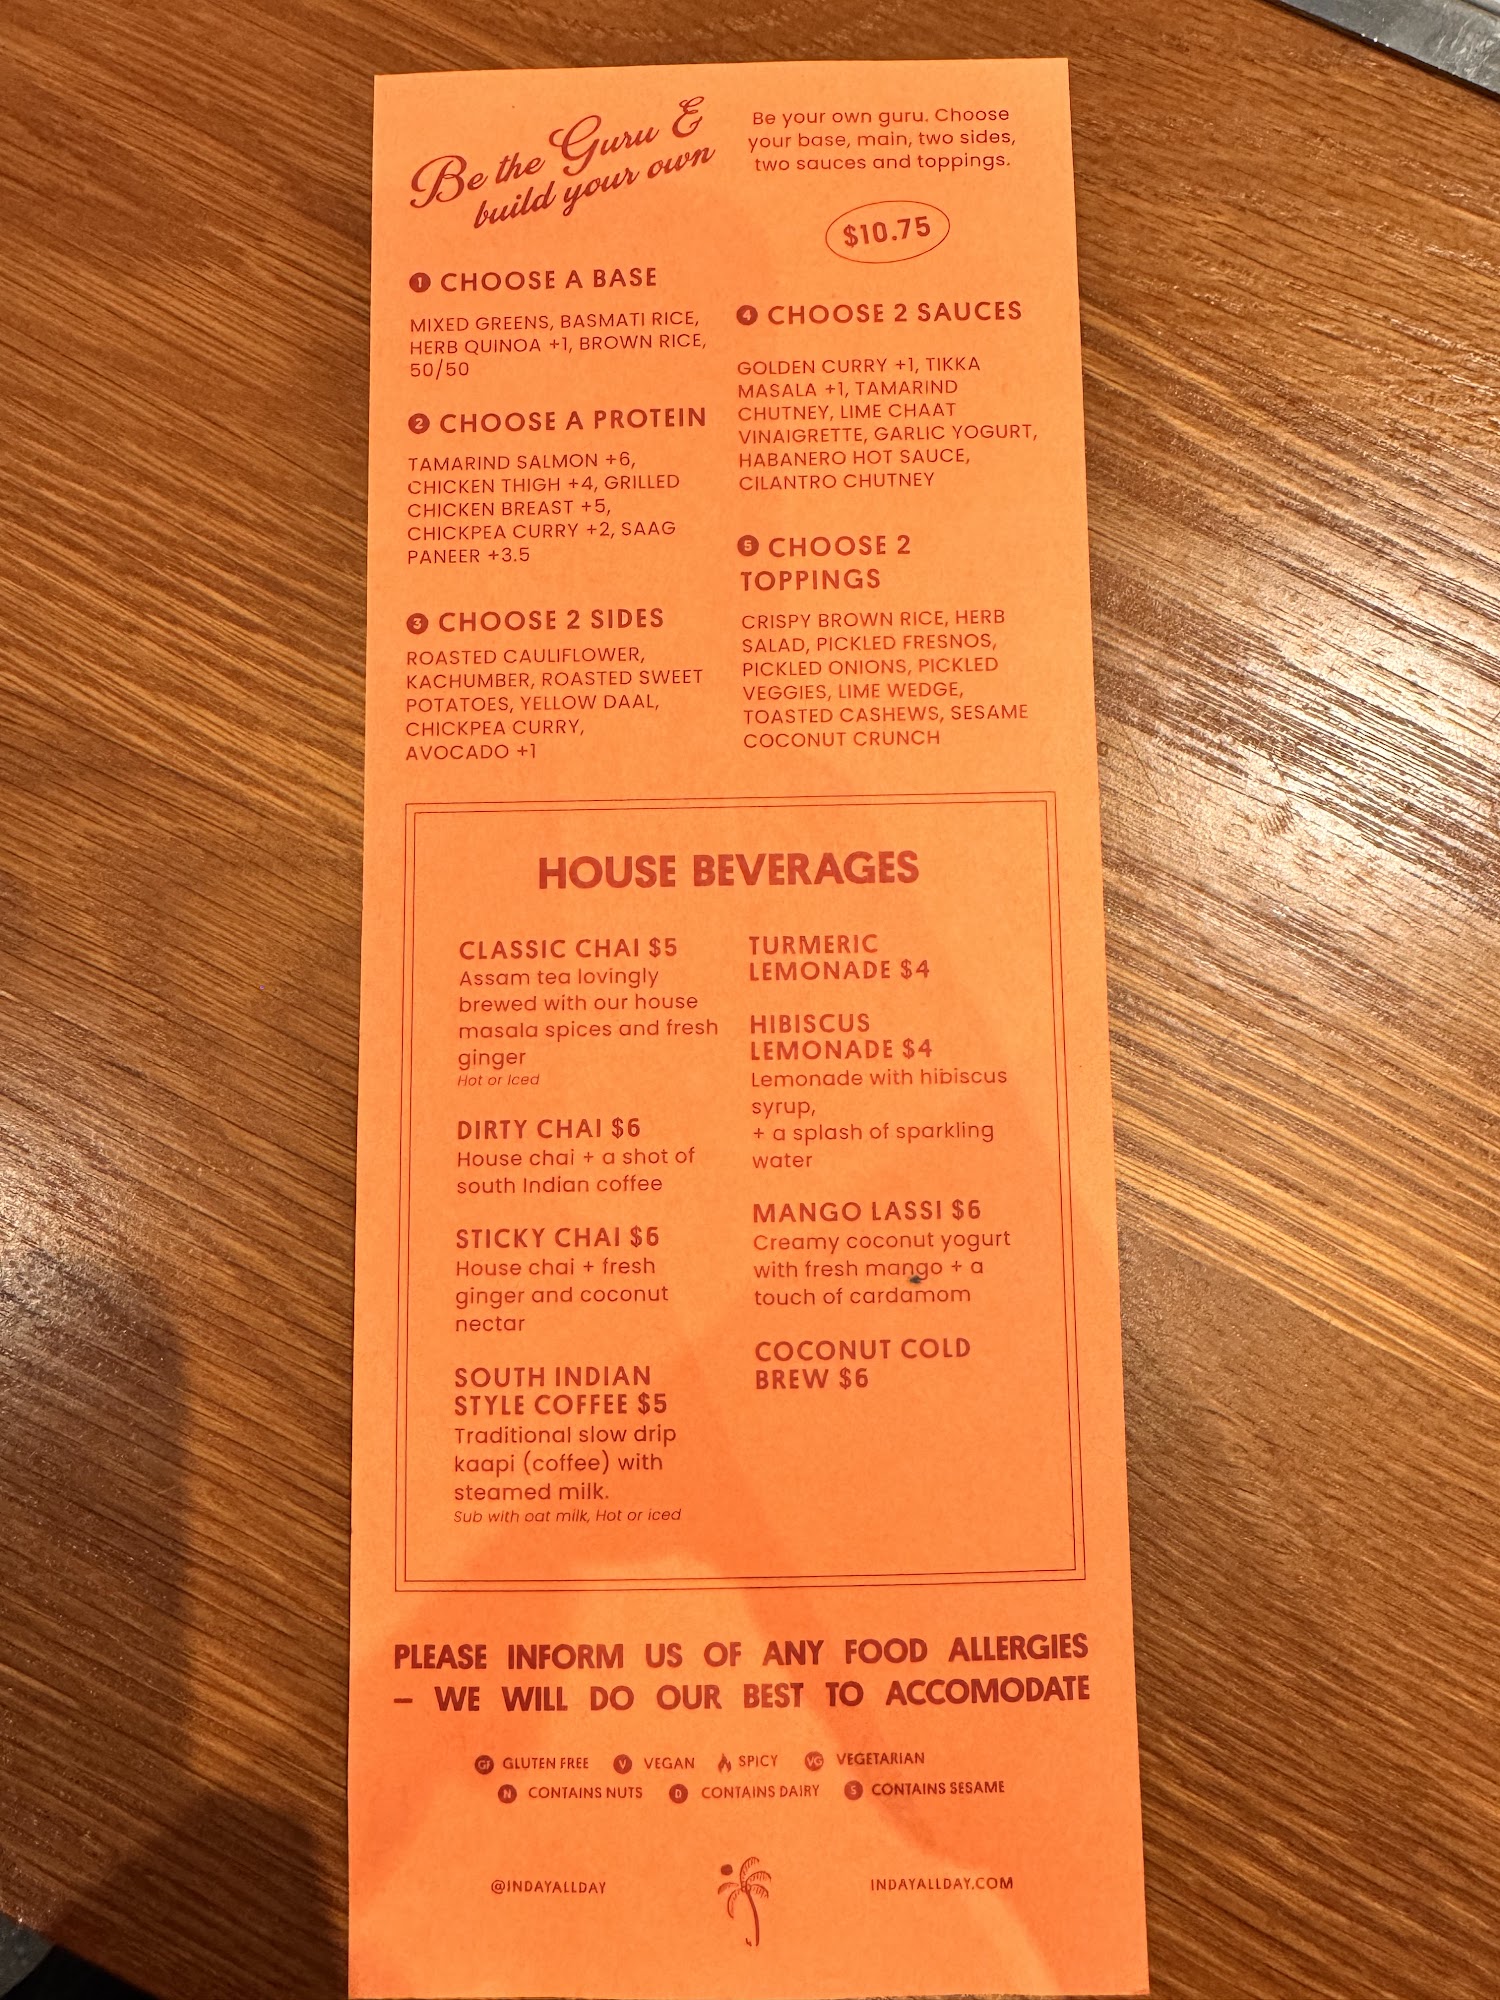 Be the Guru &
build your own
Be your own guru. Choose
your base, main, two sides,
two sauces and toppings.
$10.75
1 CHOOSE A BASE
MIXED GREENS, BASMATI RICE,
HERB QUINOA +1, BROWN RICE,
50/50
2 CHOOSE A PROTEIN
TAMARIND SALMON +6,
CHICKEN THIGH +4, GRILLED
CHICKEN BREAST +5,
CHICKPEA CURRY +2, SAAG
PANEER +3.5
3 CHOOSE 2 SIDES
ROASTED CAULIFLOWER,
KACHUMBER, ROASTED SWEET
POTATOES, YELLOW DAAL,
CHICKPEA CURRY,
AVOCADO +1
4 CHOOSE 2 SAUCES
GOLDEN CURRY +1, TIKKA
MASALA +1, TAMARIND
CHUTNEY, LIME CHAAT
VINAIGRETTE, GARLIC YOGURT,
HABANERO HOT SAUCE,
CILANTRO CHUTNEY
5 CHOOSE 2
TOPPINGS
CRISPY BROWN RICE, HERB
SALAD, PICKLED FRESNOS,
PICKLED ONIONS, PICKLED
VEGGIES, LIME WEDGE,
TOASTED CASHEWS, SESAME
COCONUT CRUNCH
HOUSE BEVERAGES
CLASSIC CHAI $5
Assam tea lovingly
brewed with our house
masala spices and fresh
ginger
Hot or Iced
DIRTY CHAI $6
House chai + a shot of
south Indian coffee
STICKY CHAI $6
House chai + fresh
ginger and coconut
nectar
SOUTH INDIAN
STYLE COFFEE $5
Traditional slow drip
kaapi (coffee) with
steamed milk.
Sub with oat milk, Hot or iced
TURMERIC
LEMONADE $4
HIBISCUS
LEMONADE $4
Lemonade with hibiscus
syrup,
+ a splash of sparkling
water
MANGO LASSI $6
Creamy coconut yogurt
with fresh mango + a
touch of cardamom
COCONUT COLD
BREW $6
PLEASE INFORM US OF ANY FOOD ALLERGIES
– WE WILL DO OUR BEST TO ACCOMODATE
GF GLUTEN FREE V VEGAN SPICY VG VEGETARIAN
N CONTAINS NUTS D CONTAINS DAIRY S CONTAINS SESAME
@INDAYALLDAY
INDAYALLDAY.COM